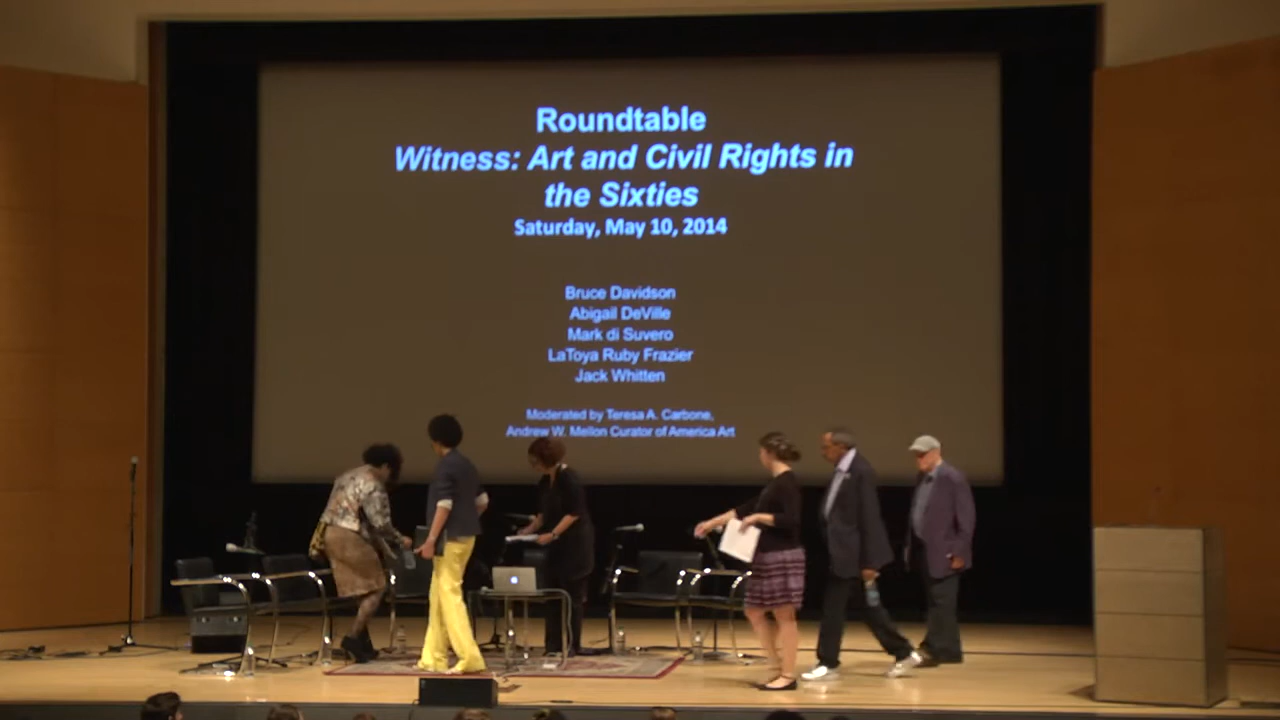 Roundtable
Witness: Art and Civil Rights in
the Sixties
Saturday, May 10, 2014
Bruce Davidson
Abigail DeVille
Mark di Suvero
LaToya Ruby Frazier
Jack Whitten
Moderated by Teresa A. Carbone,
Andrew W. Mellon Curator of America Art